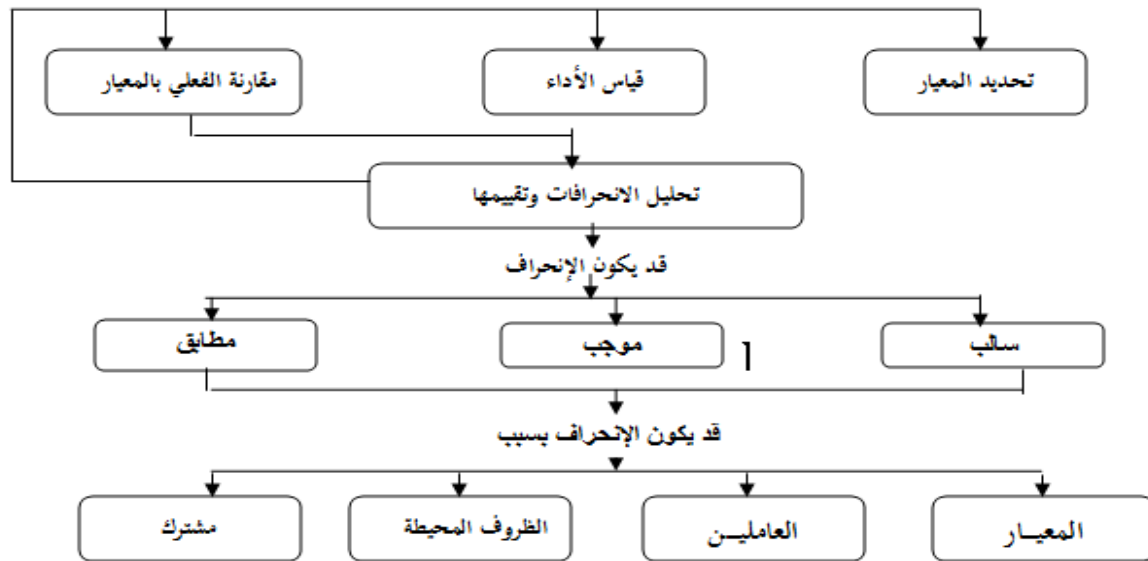 تحديد المعيار
قياس الأداء
مقارنة الفعلي بالمعيار
تحليل الانحرافات وتقييمها
قد يكون الإنحراف
سالب
موجب
مطابق
قد يكون الإنحراف بسبب
المعيــار
العامليــن
الظروف المحيطة
مشترك